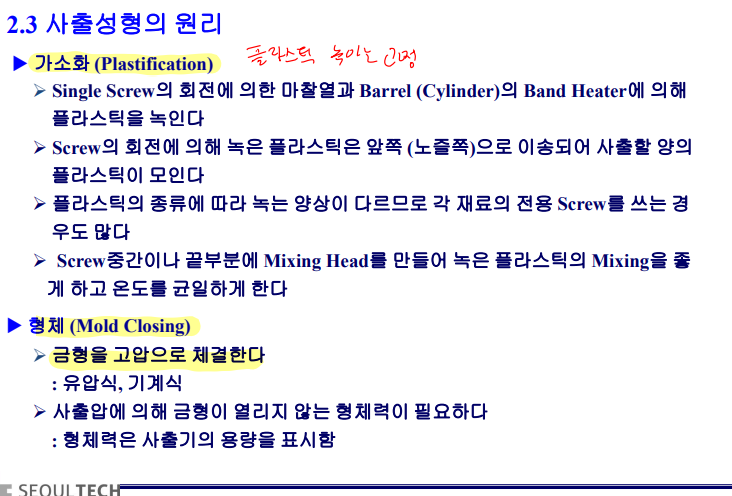 2.3 사출성형의 원리
▶ 가소화 (Plastification) 플라스틱 녹이는 과정
➢ Single Screw의 회전에 의한 마찰열과 Barrel (Cylinder)의 Band Heater에 의해
플라스틱을 녹인다
➢ Screw의 회전에 의해 녹은 플라스틱은 앞쪽 (노즐쪽)으로 이송되어 사출할 양의
플라스틱이 모인다
➢ 플라스틱의 종류에 따라 녹는 양상이 다르므로 각 재료의 전용 Screw를 쓰는 경
우도 많다
➢ Screw중간이나 끝부분에 Mixing Head를 만들어 녹은 플라스틱의 Mixing을 좋
게 하고 온도를 균일하게 한다
▶ 형체 (Mold Closing)
➢ 금형을 고압으로 체결한다
: 유압식, 기계식
➢ 사출압에 의해 금형이 열리지 않는 형체력이 필요하다
: 형체력은 사출기의 용량을 표시함
SEOULTECH